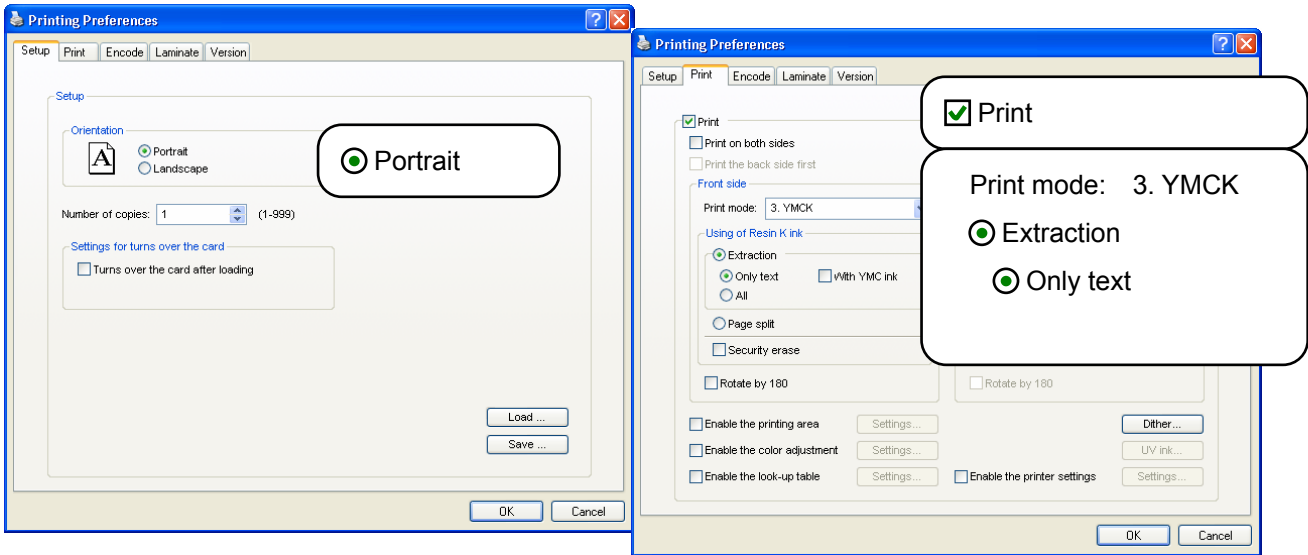 Printing Preferences
Setup Print Encode Laminate Version
Setup
Orientation
A
Portrait
Landscape
Portrait
Number of copies: 1 (1-999)
Settings for turns over the card
Turns over the card after loading
Load ...
Save ...
OK Cancel
Printing Preferences
Setup Print Encode Laminate Version
Print
Print on both sides
Print the back side first
Front side
Print mode: 3. YMCK
Using of Resin K ink
Extraction
Only text With YMC ink
All
Page split
Security erase
Rotate by 180 Rotate by 180
Enable the printing area Settings... Dither...
Enable the color adjustment Settings... UV ink...
Enable the look-up table Settings... Enable the printer settings Settings...
OK Cancel
Print
Print mode: 3. YMCK
Extraction
Only text